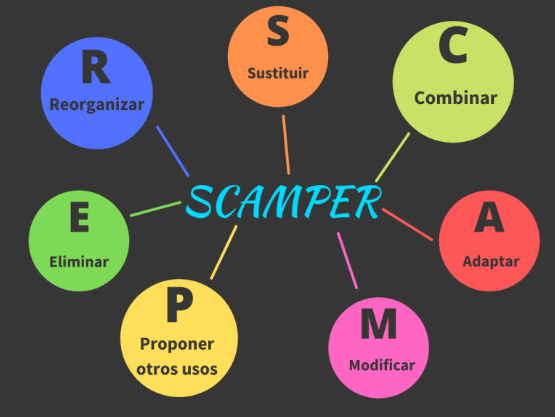 S
Sustituir
C
Combinar
A
Adaptar
M
Modificar
P
Proponer
otros usos
E
Eliminar
R
Reorganizar
SCAMPER